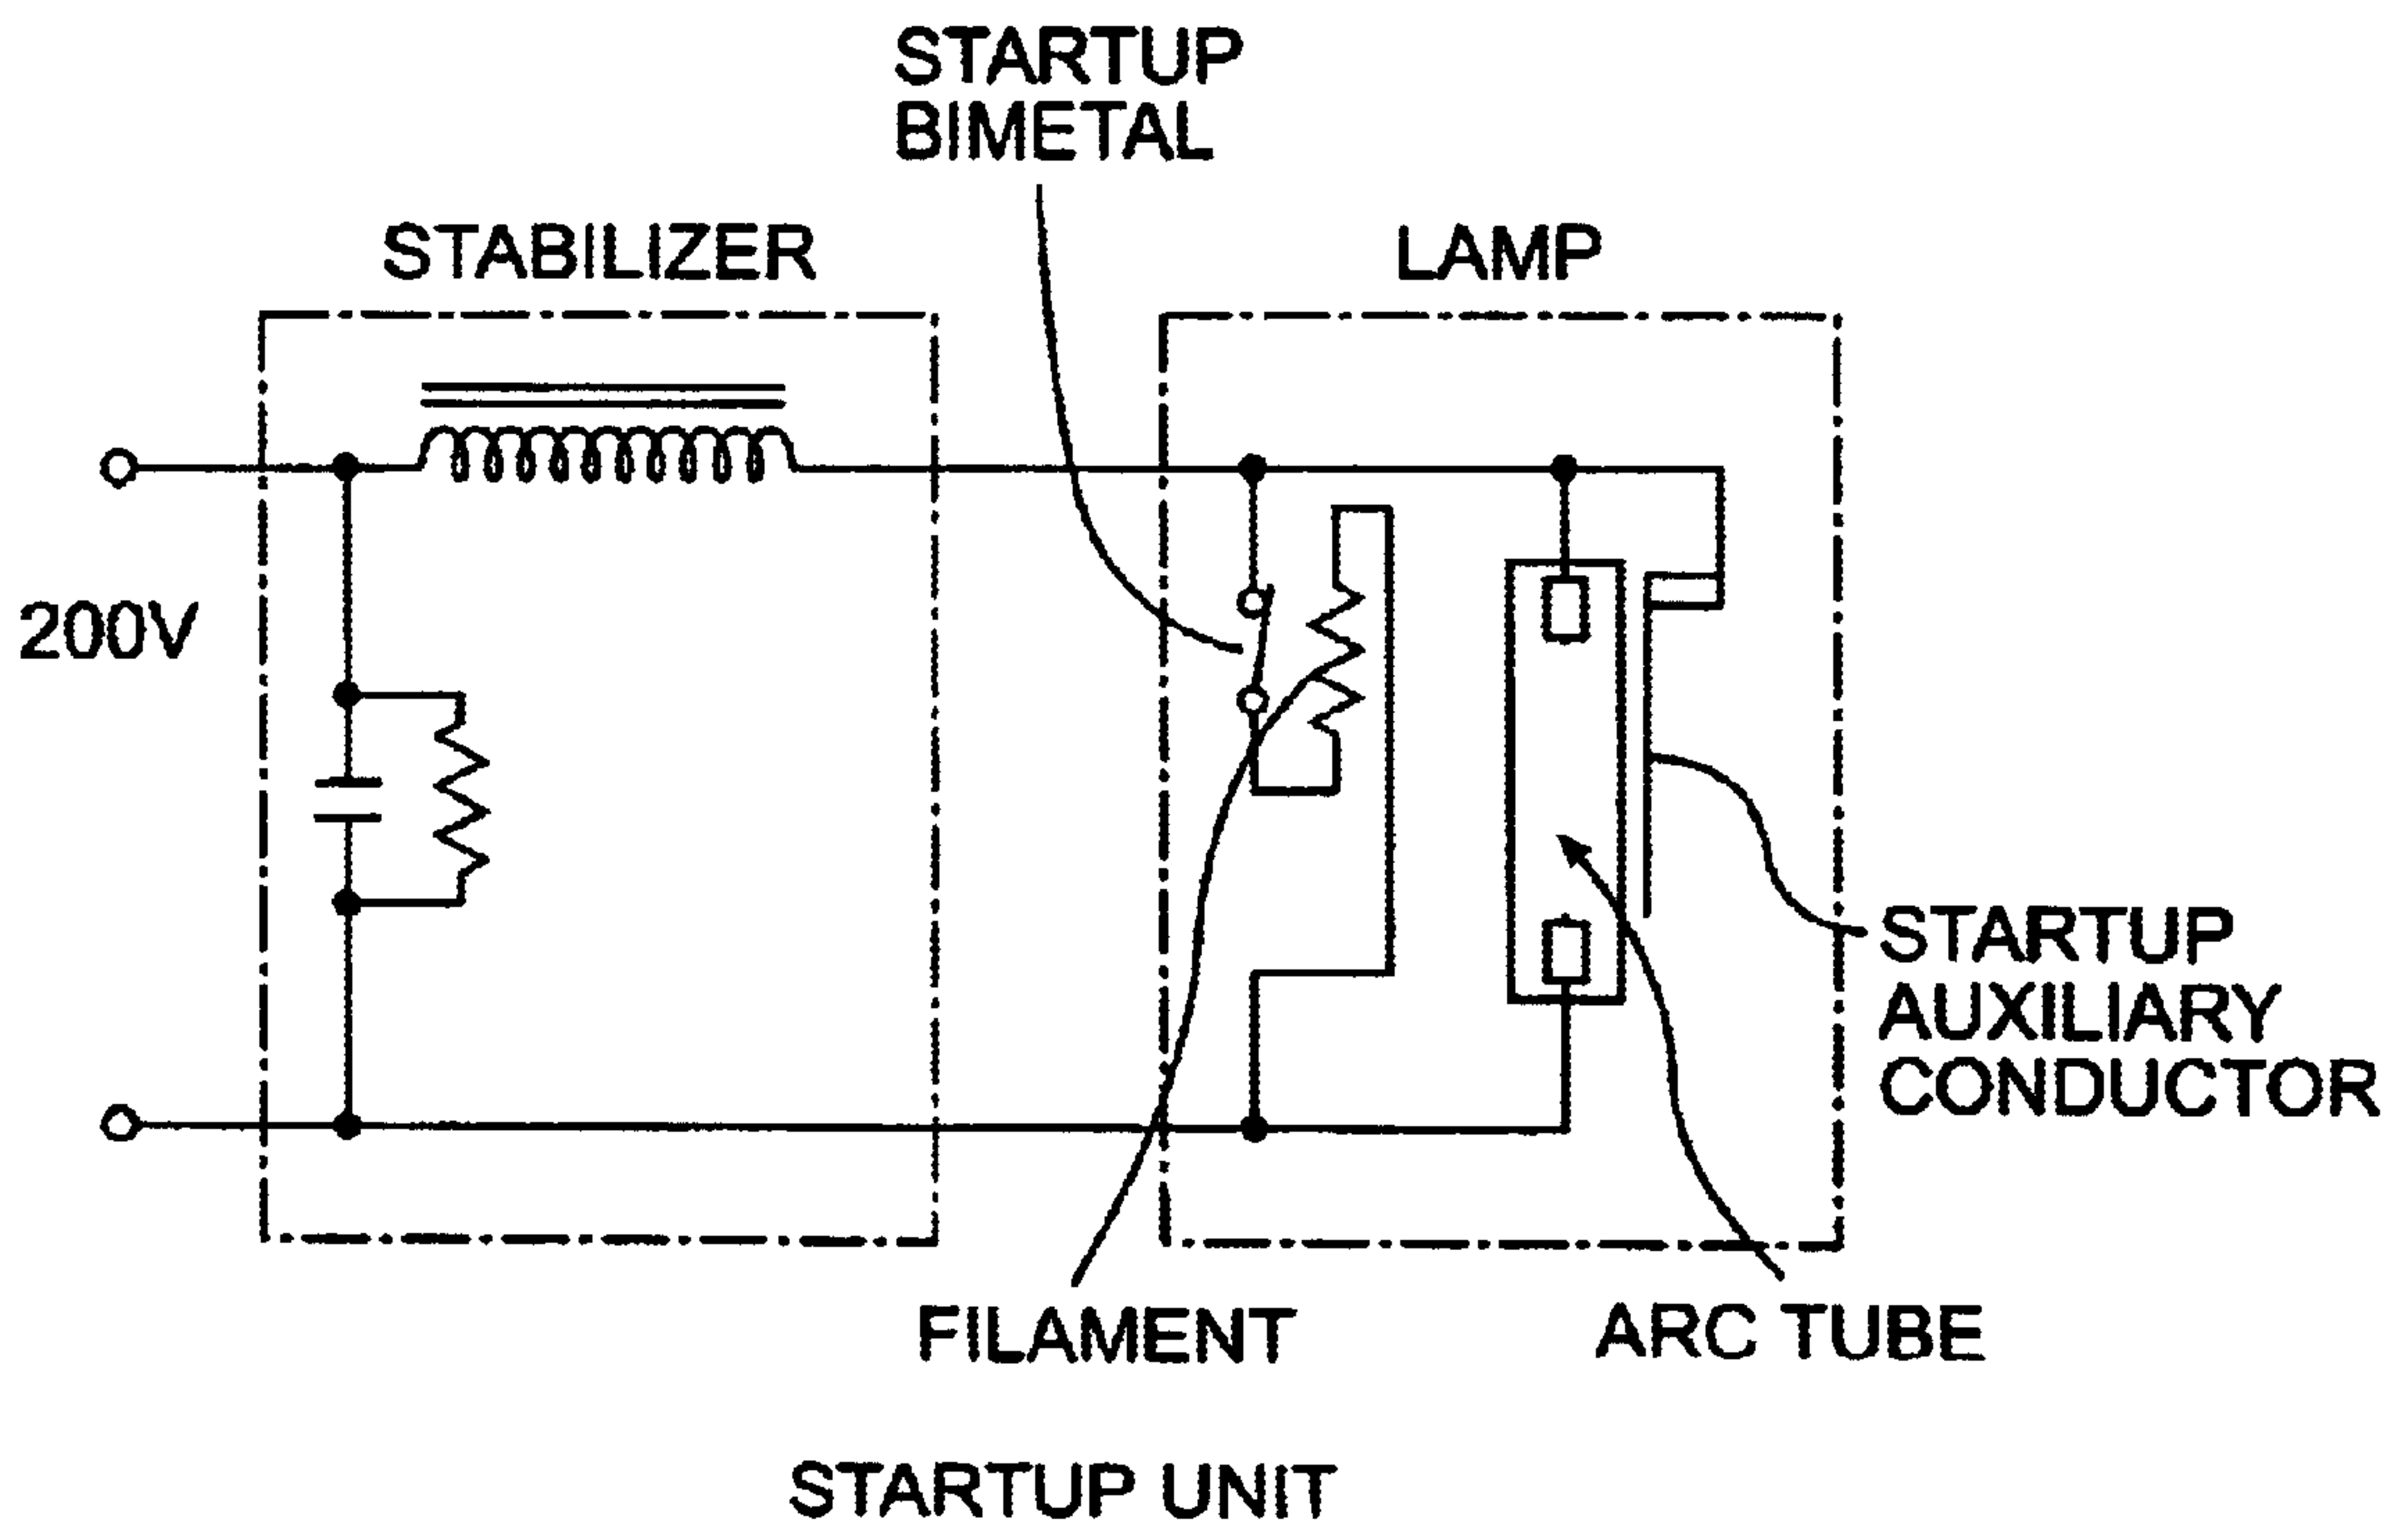 STARTUP
BIMETAL
STABILIZER
LAMP
200V
STARTUP
AUXILIARY
CONDUCTOR
FILAMENT
ARC TUBE
STARTUP UNIT